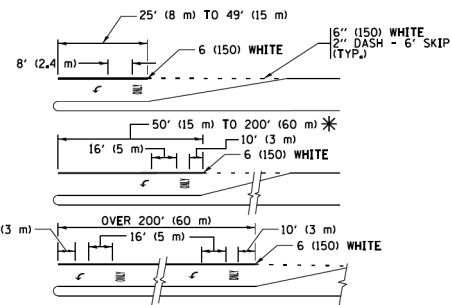 25' (8 m) TO 49' (15 m)
6 (150) WHITE
6" (150) WHITE
2" DASH - 6' SKIP
(TYP.)
8' (2.4 m)
ONLY
50' (15 m) TO 200' (60 m) *
16' (5 m)
10' (3 m)
6 (150) WHITE
ONLY
OVER 200' (60 m)
(3 m)
16' (5 m)
10' (3 m)
6 (150) WHITE
ONLY
ONLY